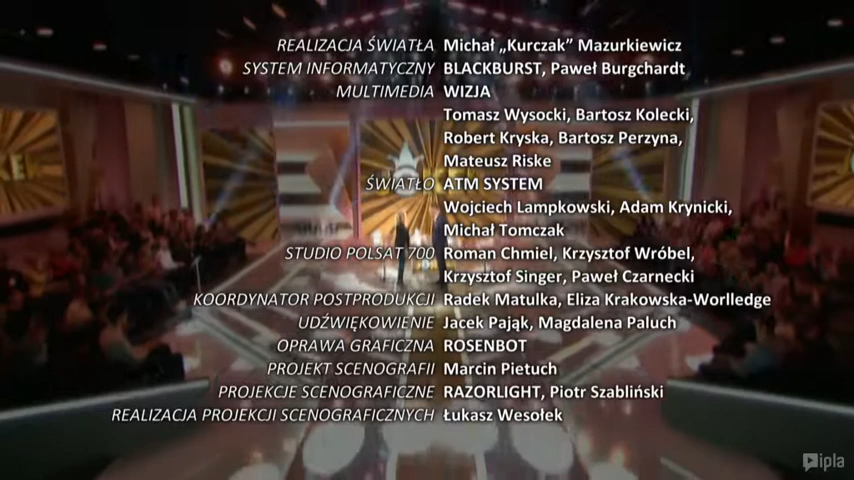 REALIZACJA ŚWIATŁA Michał „Kurczak” Mazurkiewicz
SYSTEM INFORMATYCZNY BLACKBURST, Paweł Burgchardt
MULTIMEDIA WIZJA
Tomasz Wysocki, Bartosz Kolecki,
Robert Kryska, Bartosz Perzyna,
Mateusz Riske
ŚWIATŁO ATM SYSTEM
Wojciech Lampkowski, Adam Krynicki,
Michał Tomczak
STUDIO POLSAT 700 Roman Chmiel, Krzysztof Wróbel,
Krzysztof Singer, Paweł Czarnecki
KOORDYNATOR POSTPRODUKCJI Radek Matulka, Eliza Krakowska-Worlledge
UDŹWIĘKOWIENIE Jacek Pająk, Magdalena Paluch
OPRAWA GRAFICZNA ROSENBOT
PROJEKT SCENOGRAFII Marcin Pietuch
PROJEKCJE SCENOGRAFICZNE RAZORLIGHT, Piotr Szabliński
REALIZACJA PROJEKCJI SCENOGRAFICZNYCH Łukasz Wesołek
ipla